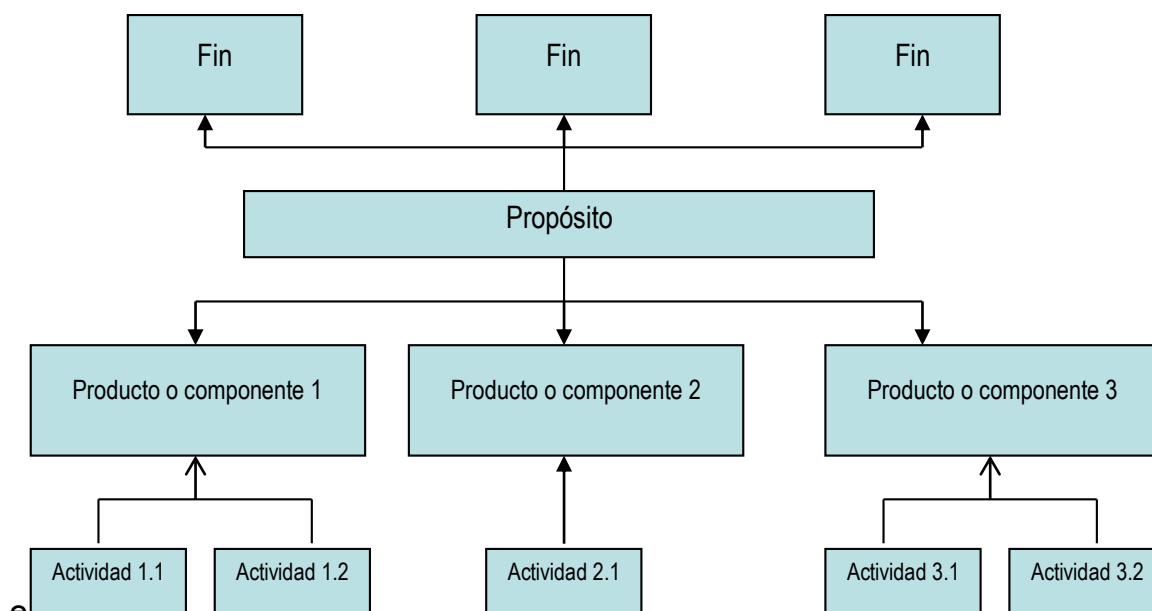 Fin
Fin
Fin
Propósito
Producto o componente 1
Producto o componente 2
Producto o componente 3
Actividad 1.1
Actividad 1.2
Actividad 2.1
Actividad 3.1
Actividad 3.2